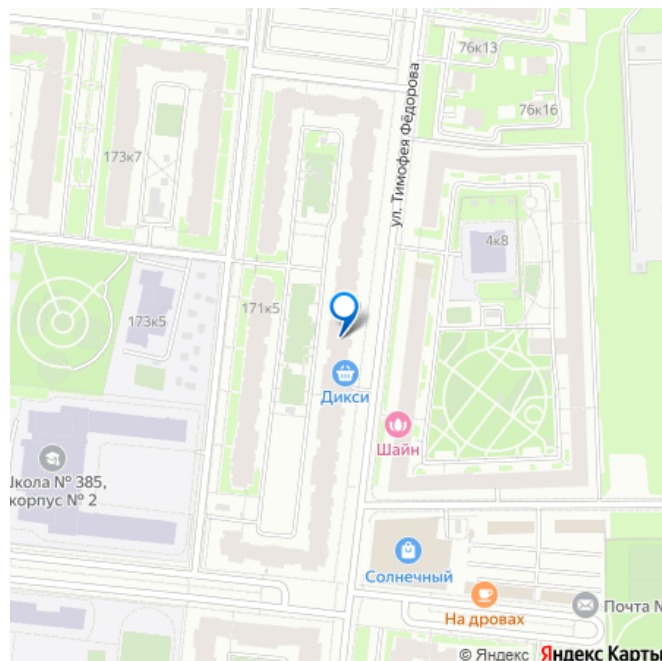 76к13
ул. Тимофея Фёдорова
76к16
173к7
4к8
171к5
173к5
Дикси
Шайн
Школа № 385,
корпус № 2
Солнечный
На дровах
Почта №
© Яндекс Яндекс Карты